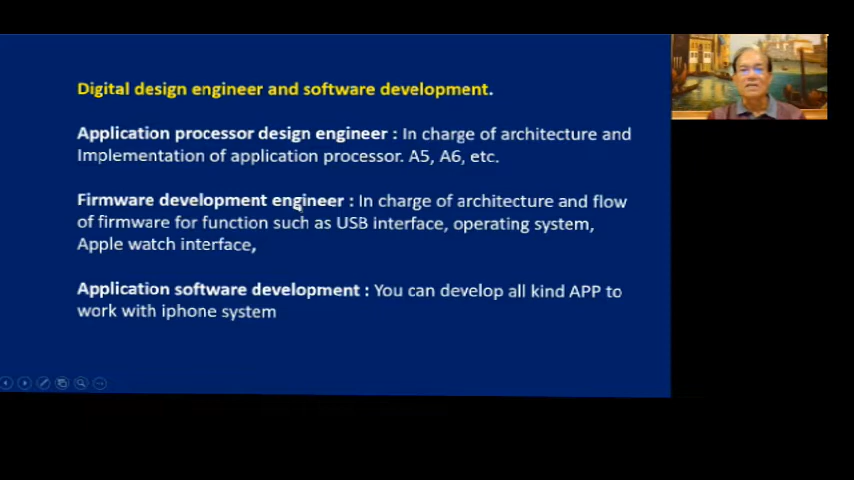 Digital design engineer and software development.
Application processor design engineer : In charge of architecture and
Implementation of application processor. A5, A6, etc.
Firmware development engineer : In charge of architecture and flow
of firmware for function such as USB interface, operating system,
Apple watch interface,
Application software development : You can develop all kind APP to
work with iphone system